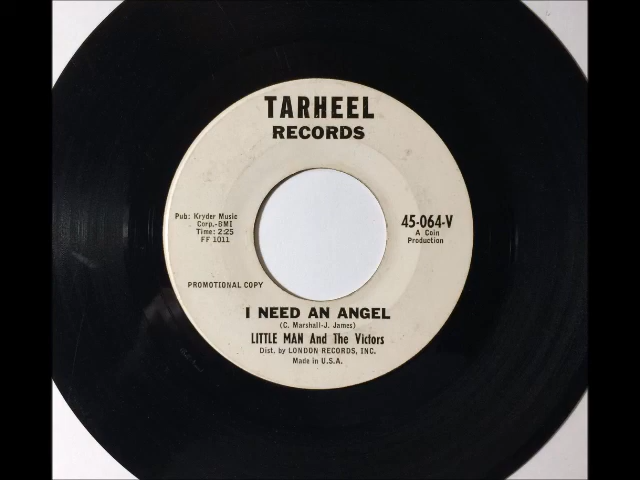 TARHEEL
RECORDS
Pub: Kryder Music
Corp.-BMI
Time: 2:25
FF 1011
45-064-V
A Coin
Production
PROMOTIONAL COPY
I NEED AN ANGEL
(C. Marshall-J. James)
LITTLE MAN And The Victors
Dist. by LONDON RECORDS, INC.
Made in U.S.A.